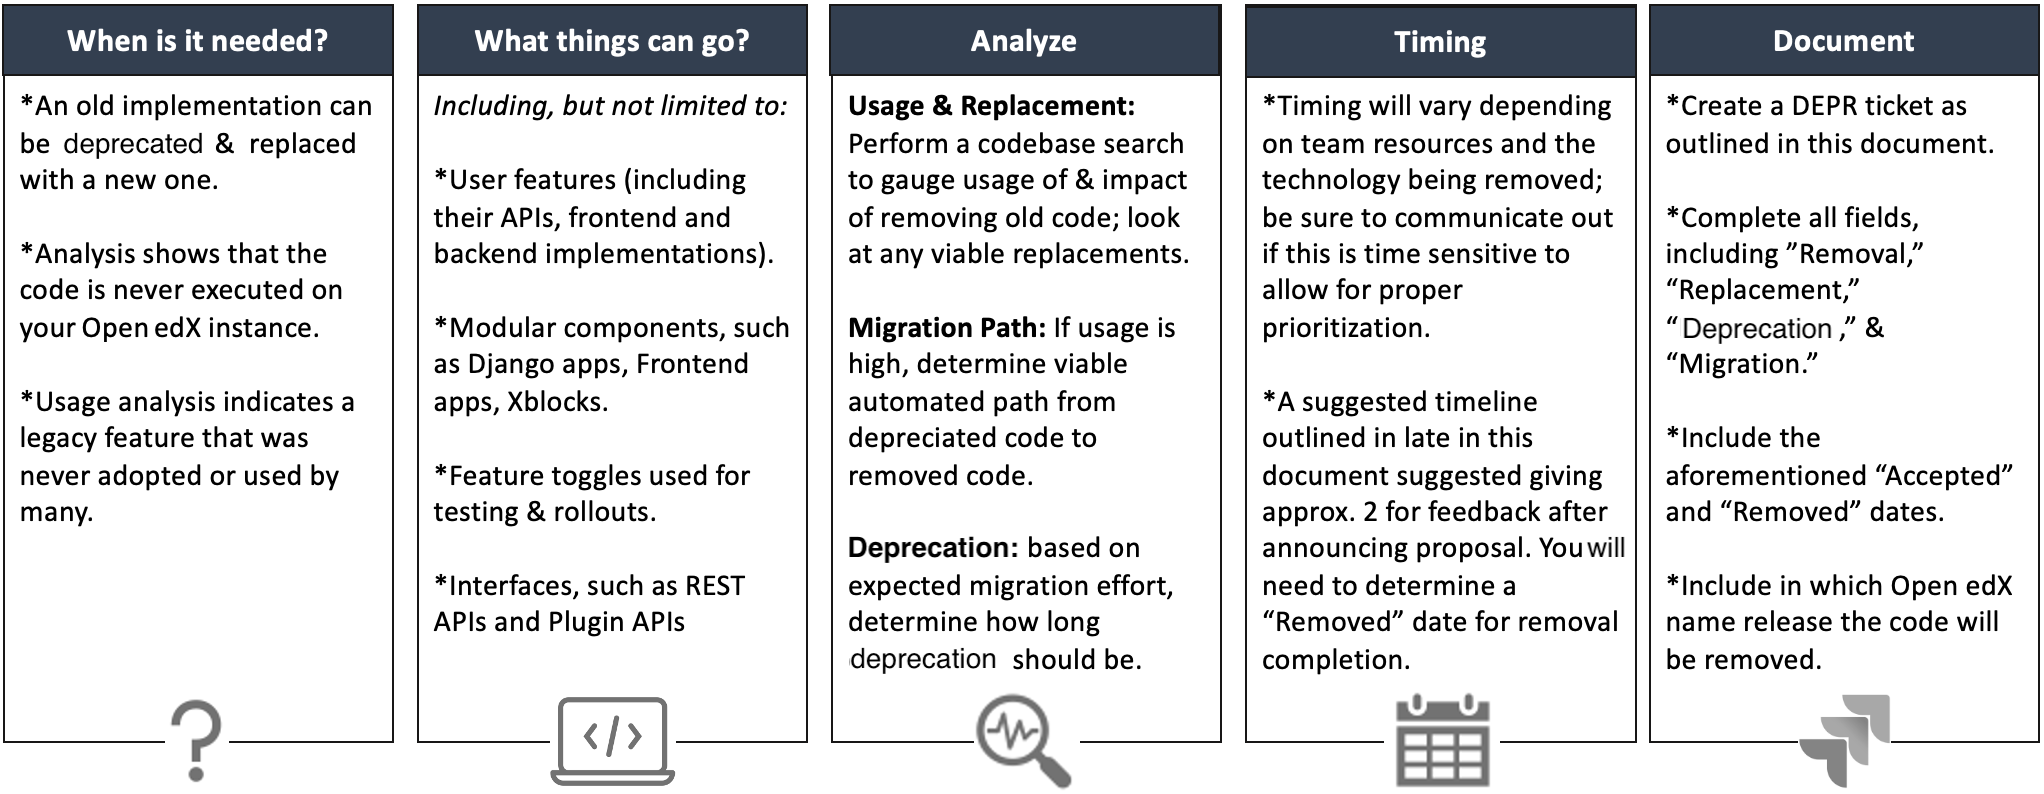 When is it needed?
*An old implementation can
be deprecated & replaced
with a new one.
*Analysis shows that the
code is never executed on
your Open edX instance.
*Usage analysis indicates a
legacy feature that was
never adopted or used by
many.
What things can go?
Including, but not limited to:
*User features (including
their APIs, frontend and
backend implementations).
*Modular components, such
as Django apps, Frontend
apps, Xblocks.
*Feature toggles used for
testing & rollouts.
*Interfaces, such as REST
APIs and Plugin APIs
Analyze
Usage & Replacement:
Perform a codebase search
to gauge usage of & impact
of removing old code; look
at any viable replacements.
Migration Path: If usage is
high, determine viable
automated path from
depreciated code to
removed code.
Deprecation: based on
expected migration effort,
determine how long
deprecation should be.
Timing
*Timing will vary depending
on team resources and the
technology being removed;
be sure to communicate out
if this is time sensitive to
allow for proper
prioritization.
*A suggested timeline
outlined in late in this
document suggested giving
approx. 2 for feedback after
announcing proposal. You will
need to determine a
“Removed” date for removal
completion.
Document
*Create a DEPR ticket as
outlined in this document.
*Complete all fields,
including ”Removal,”
“Replacement,”
“Deprecation,” &
“Migration.”
*Include the
aforementioned “Accepted”
and “Removed” dates.
*Include in which Open edX
name release the code will
be removed.